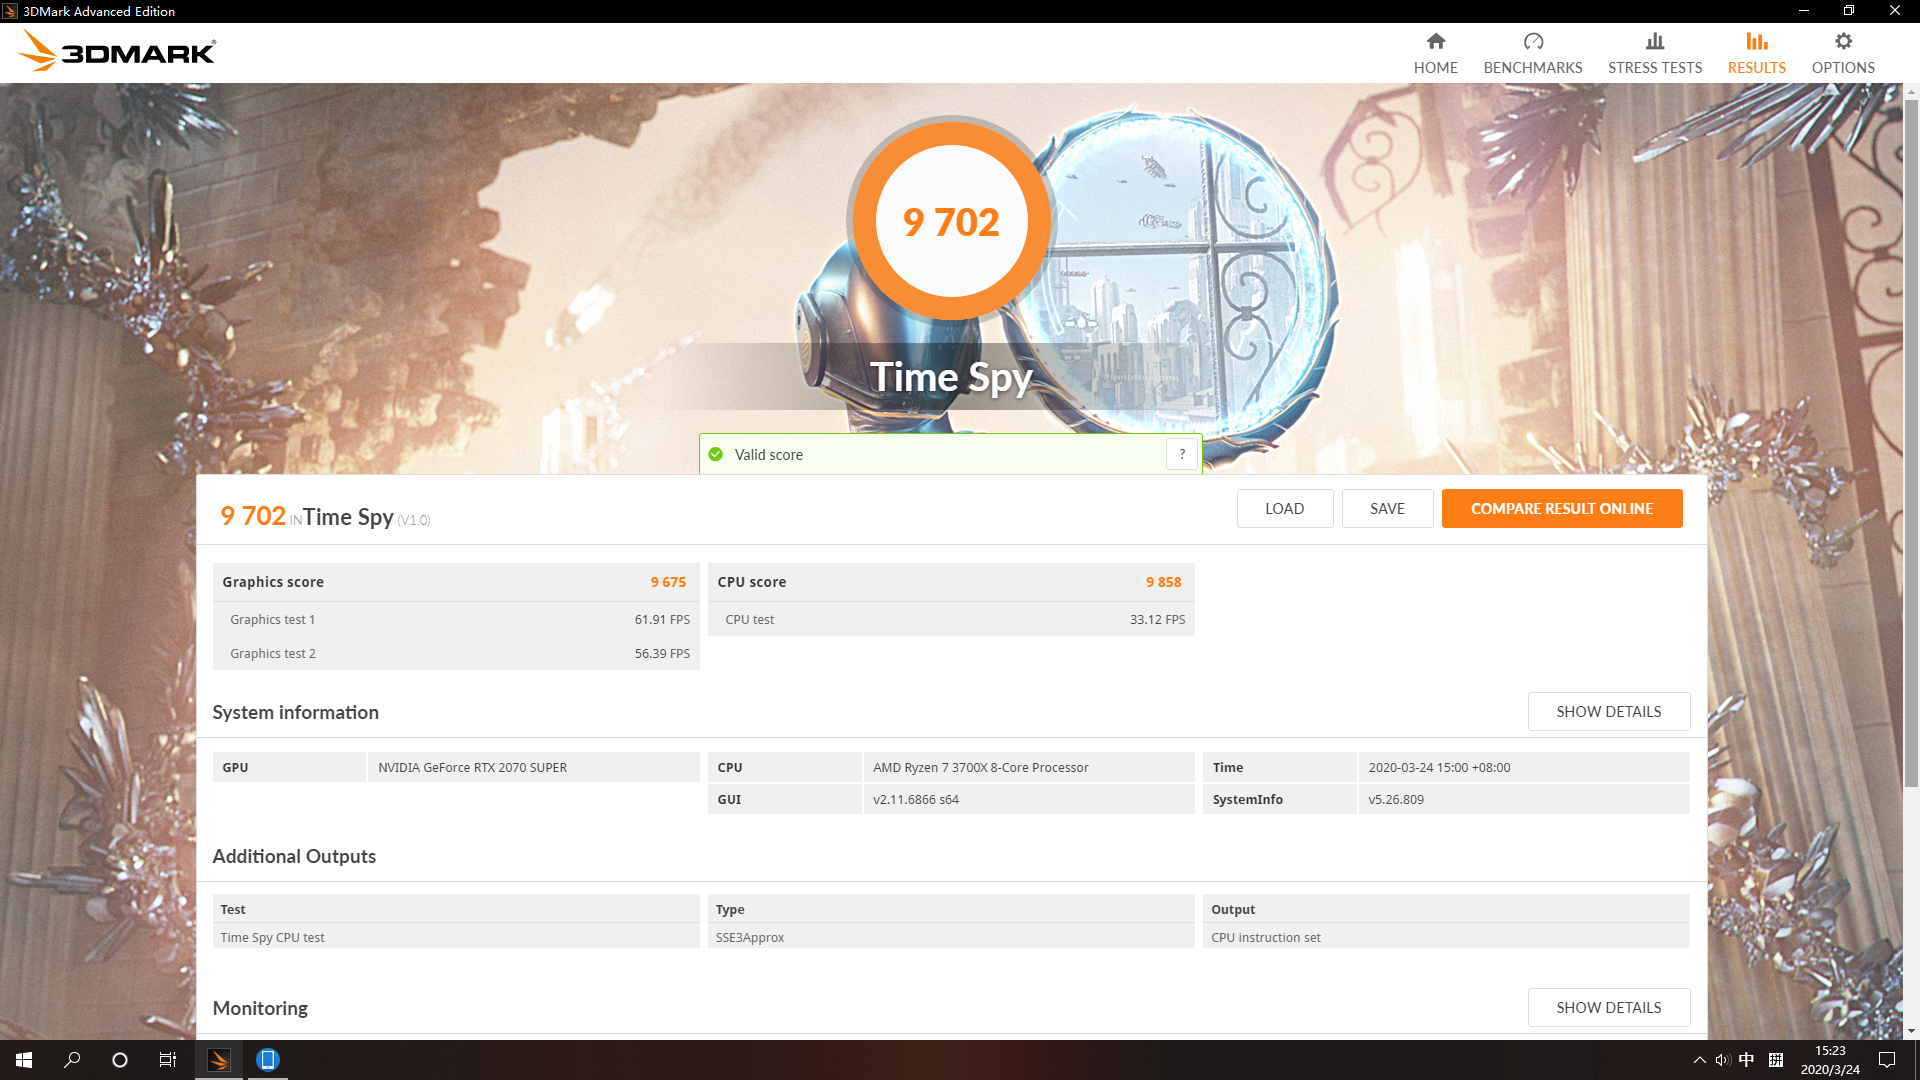 3DMark Advanced Edition
3DMARK®
HOME
BENCHMARKS
STRESS TESTS
RESULTS
OPTIONS
9 702
Time Spy
Valid score
?
9 702 IN Time Spy (V1.0)
LOAD
SAVE
COMPARE RESULT ONLINE
Graphics score 9 675
Graphics test 1 61.91 FPS
Graphics test 2 56.39 FPS
CPU score 9 858
CPU test 33.12 FPS
System information
SHOW DETAILS
GPU NVIDIA GeForce RTX 2070 SUPER
CPU AMD Ryzen 7 3700X 8-Core Processor
Time 2020-03-24 15:00 +08:00
GUI v2.11.6866 s64
SystemInfo v5.26.809
Additional Outputs
Test Type Output
Time Spy CPU test SSE3Approx CPU instruction set
Monitoring
SHOW DETAILS
中 拼
15:23
2020/3/24